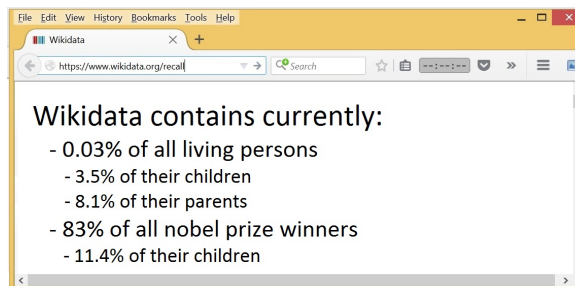 File Edit View History Bookmarks Tools Help
Wikidata
https://www.wikidata.org/recall
Search
--:--:--
Wikidata contains currently:
- 0.03% of all living persons
- 3.5% of their children
- 8.1% of their parents
- 83% of all nobel prize winners
- 11.4% of their children